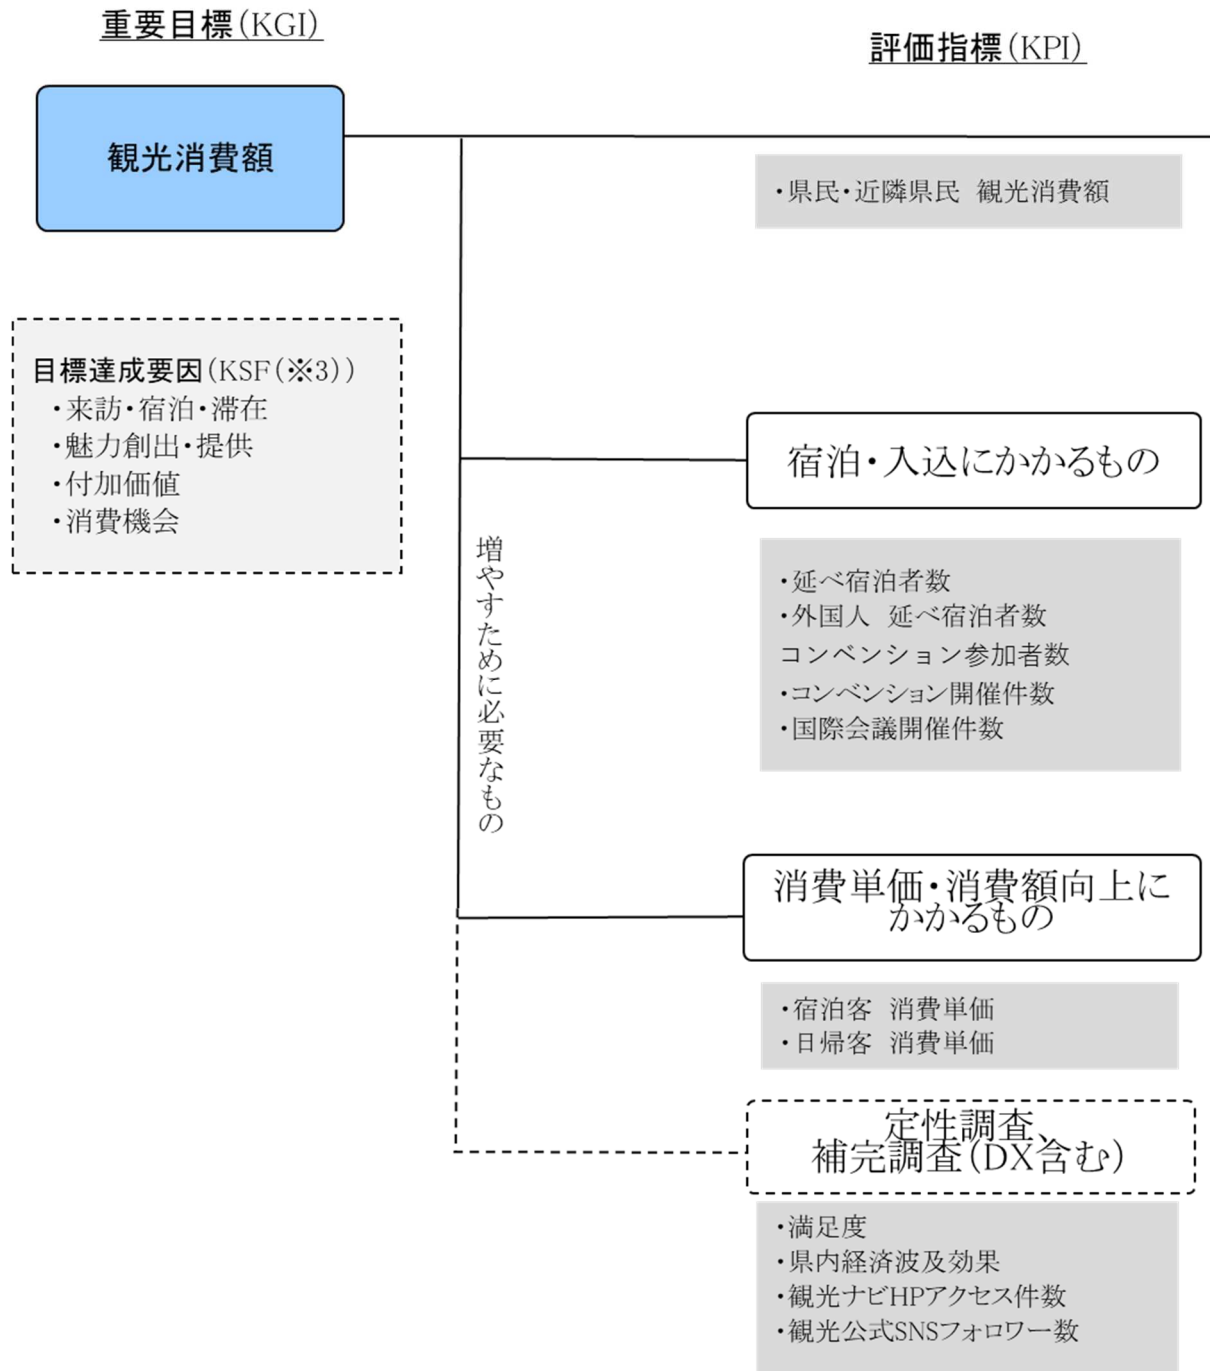 重要目標(KGI)
評価指標(KPI)
観光消費額
・県民・近隣県民 観光消費額
目標達成要因(KSF(※3))
・来訪・宿泊・滞在
・魅力創出・提供
・付加価値
・消費機会
増やすために必要なもの
宿泊・入込にかかるもの
・延べ宿泊者数
・外国人 延べ宿泊者数
コンベンション参加者数
・コンベンション開催件数
・国際会議開催件数
消費単価・消費額向上に
かかるもの
・宿泊客 消費単価
・日帰客 消費単価
定性調査、
補完調査(DX含む)
・満足度
・県内経済波及効果
・観光ナビHPアクセス件数
・観光公式SNSフォロワー数